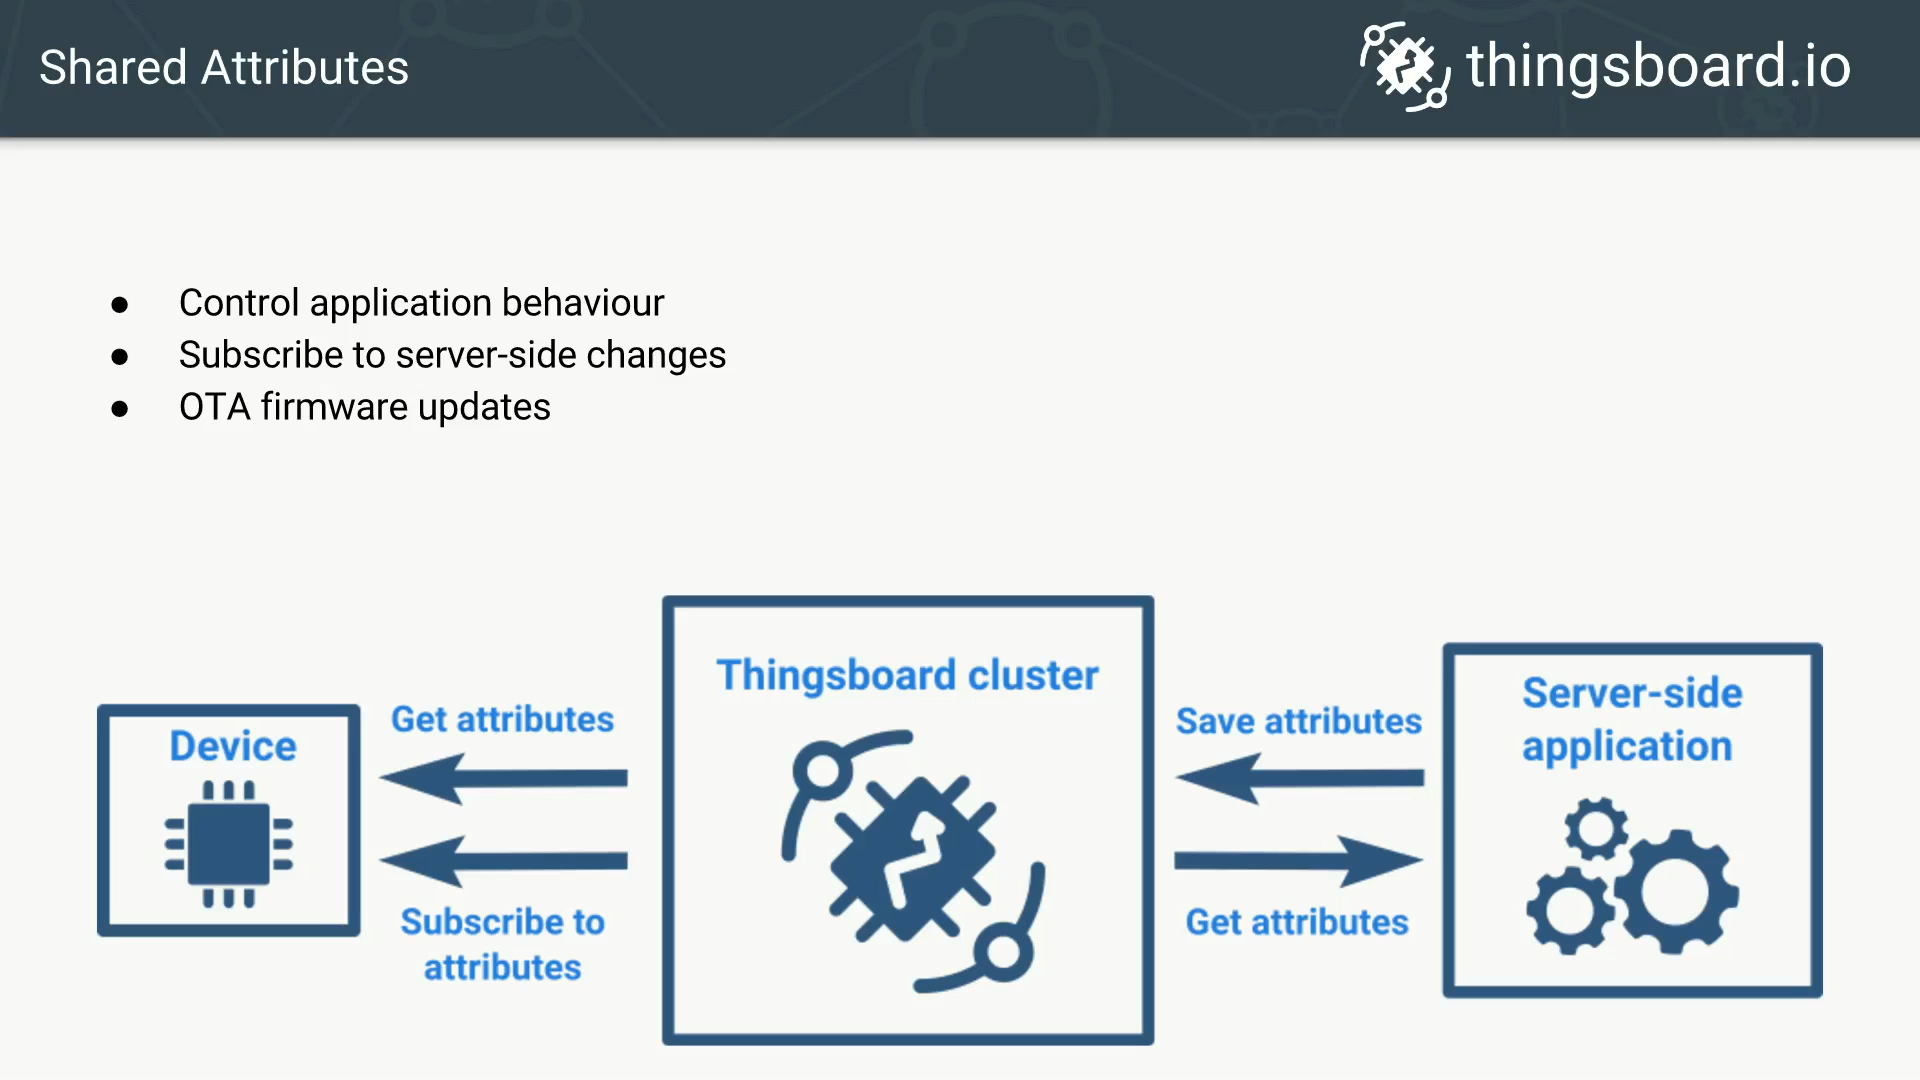 Shared Attributes
thingsboard.io
● Control application behaviour
● Subscribe to server-side changes
● OTA firmware updates
Thingsboard cluster
Device
Get attributes
Subscribe to
attributes
Save attributes
Get attributes
Server-side
application